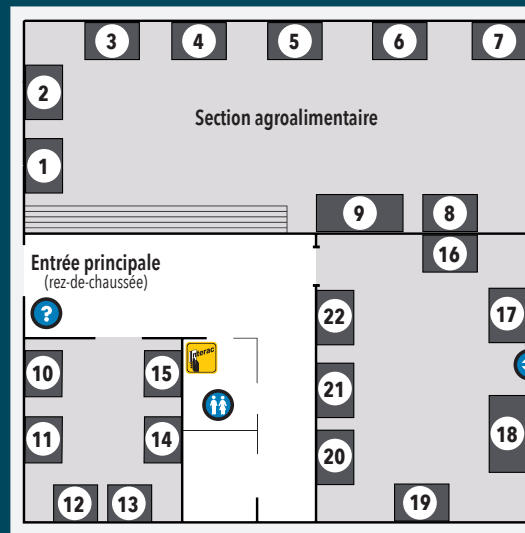 3 4 5 6 7
2
Section agroalimentaire
1
9 8
16
Entrée principale
(rez-de-chaussée)
?
22 17
Interac
10 15
21
11 14 18
20
12 13 19